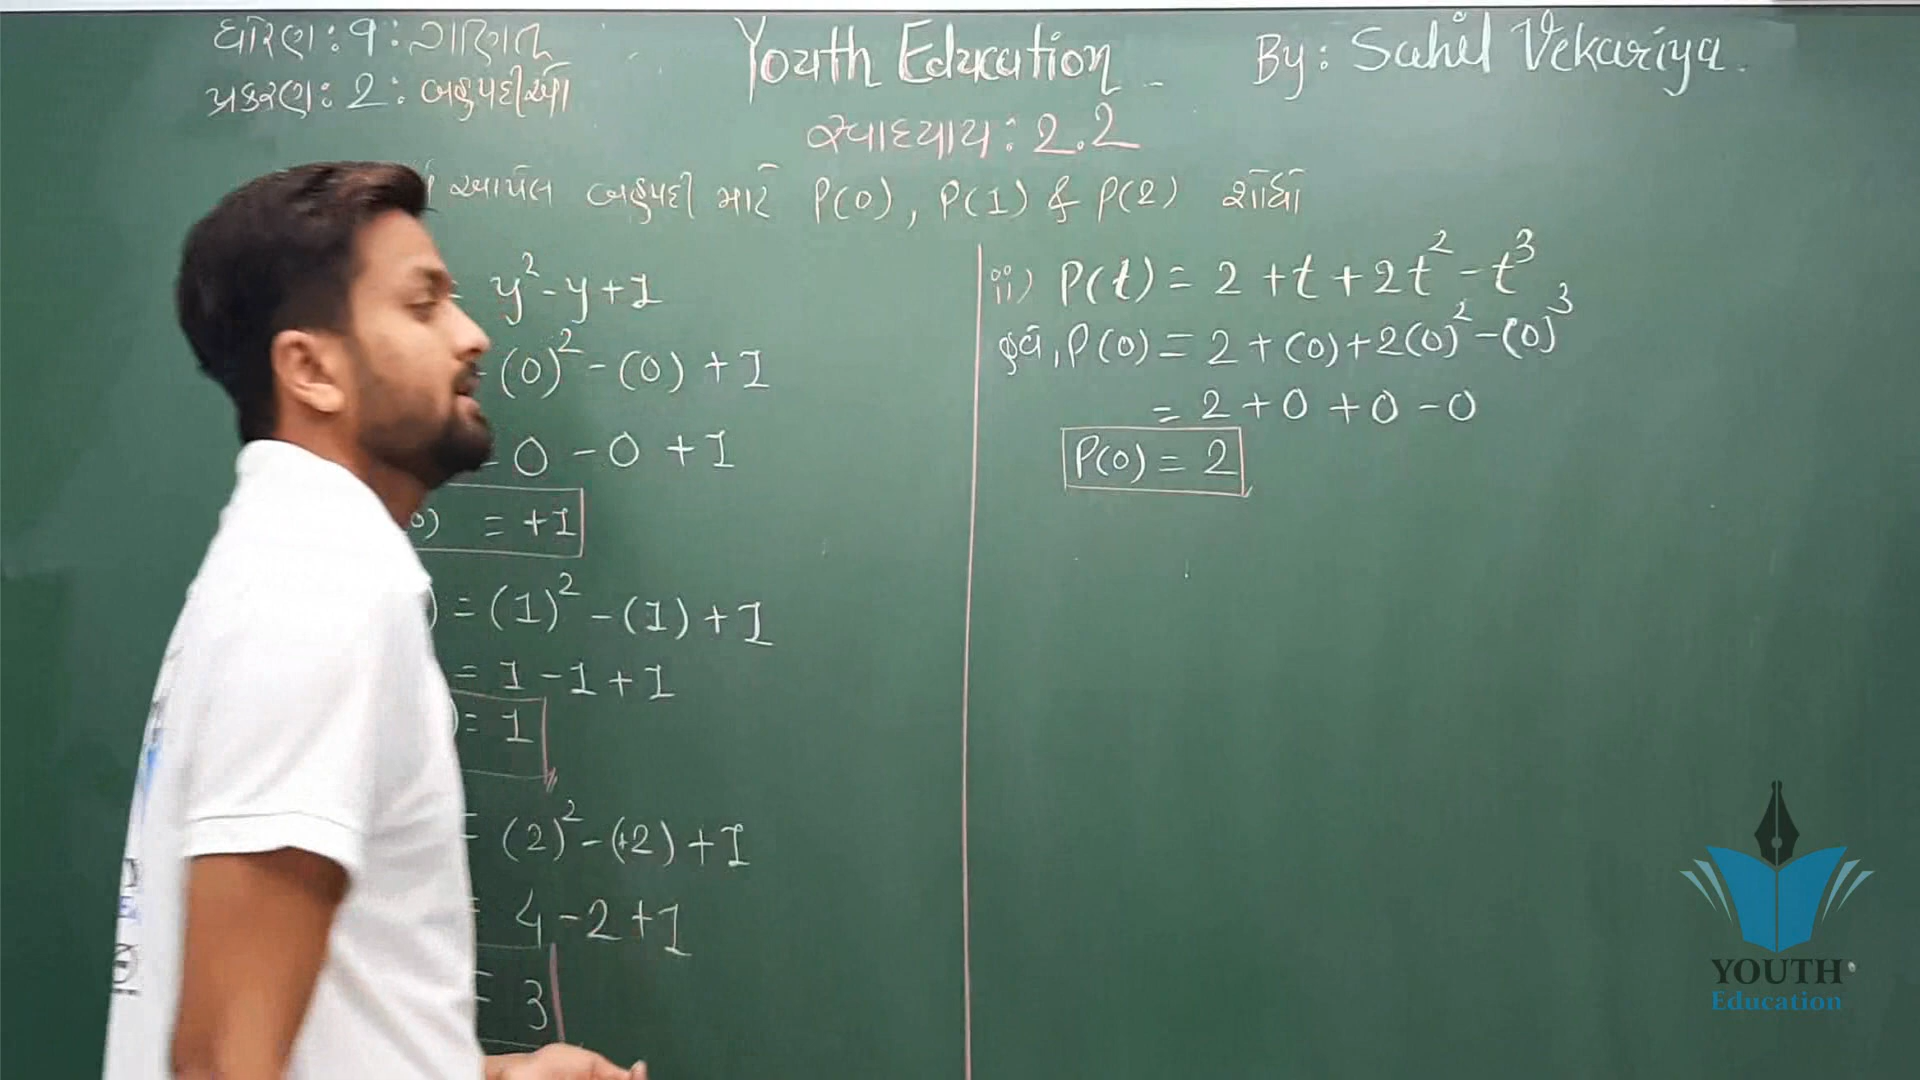 ધોરણ : 9 : ગણિત
પ્રકરણ : 2 : બહુપદીઓ
Youth Education
By : Sahil Vekariya.
સ્વાધ્યાય : 2.2
આપેલ બહુપદી માટે P(0), P(1) & P(2) શોધો
= y² - y + 1
= (0)² - (0) + 1
= 0 - 0 + 1
0) = +1
) = (1)² - (1) + 1
= 1 - 1 + 1
) = 1
= (2)² - (+2) + 1
= 4 - 2 + 1
= 3
ii) P(t) = 2 + t + 2t² - t³
હવે, P(0) = 2 + (0) + 2(0)² - (0)³
= 2 + 0 + 0 - 0
P(0) = 2
YOUTH
Education